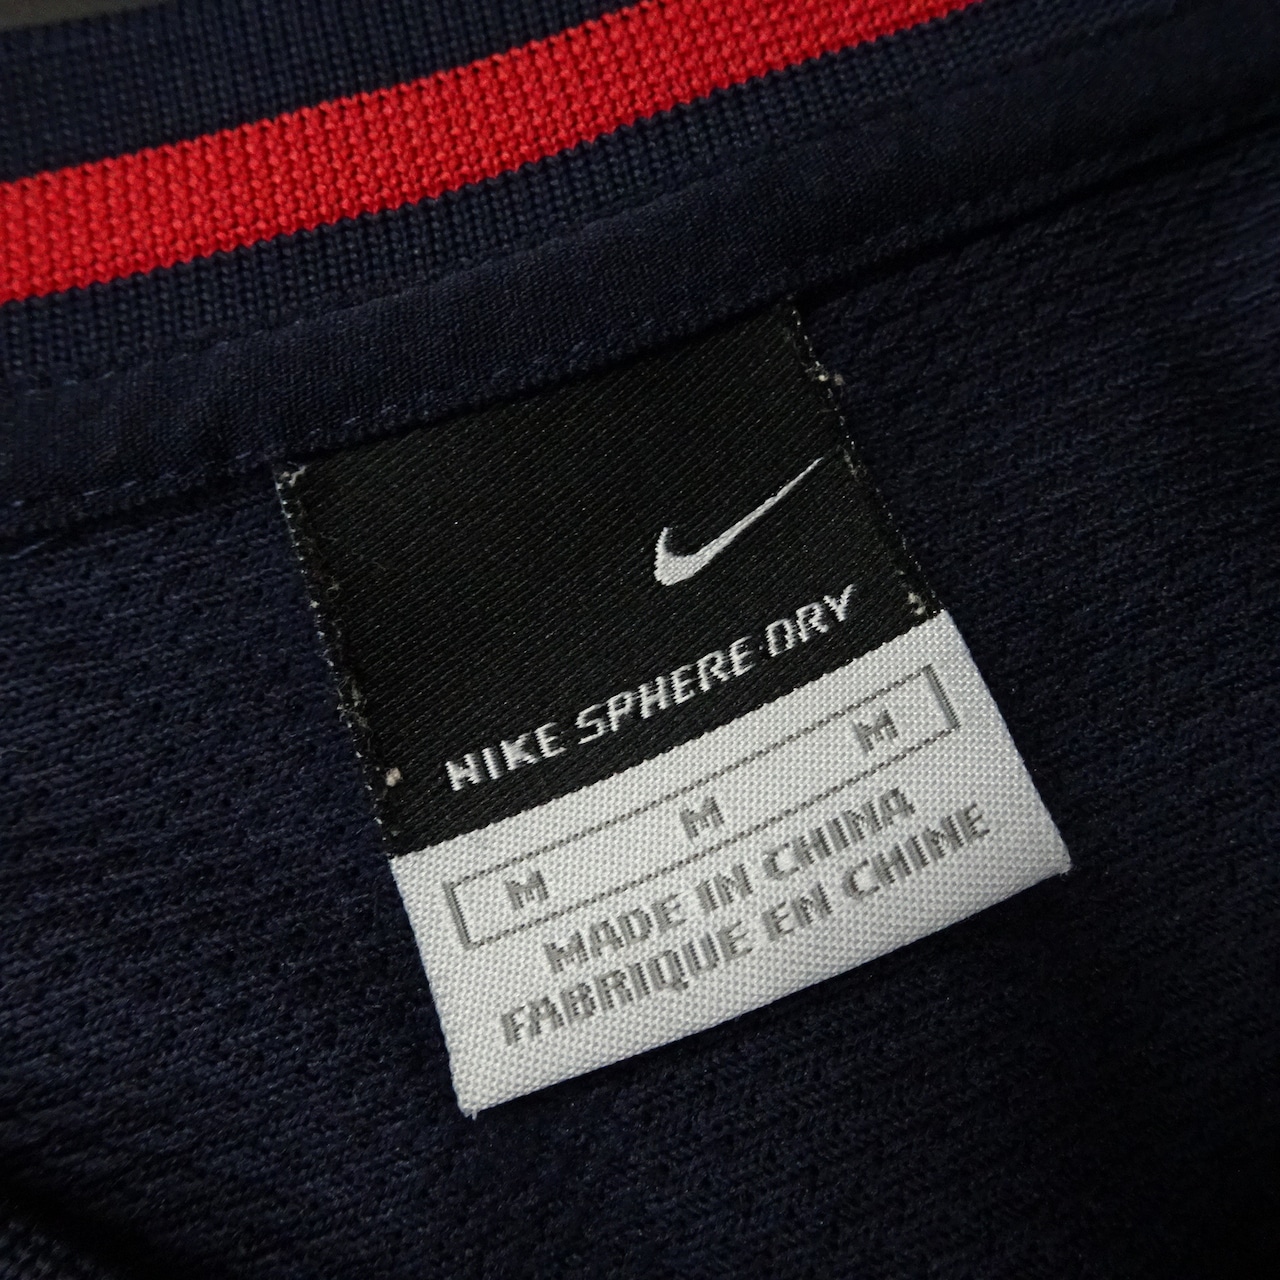 NIKE SPHERE DRY
M M M
MADE IN CHINA
FABRIQUE EN CHINE